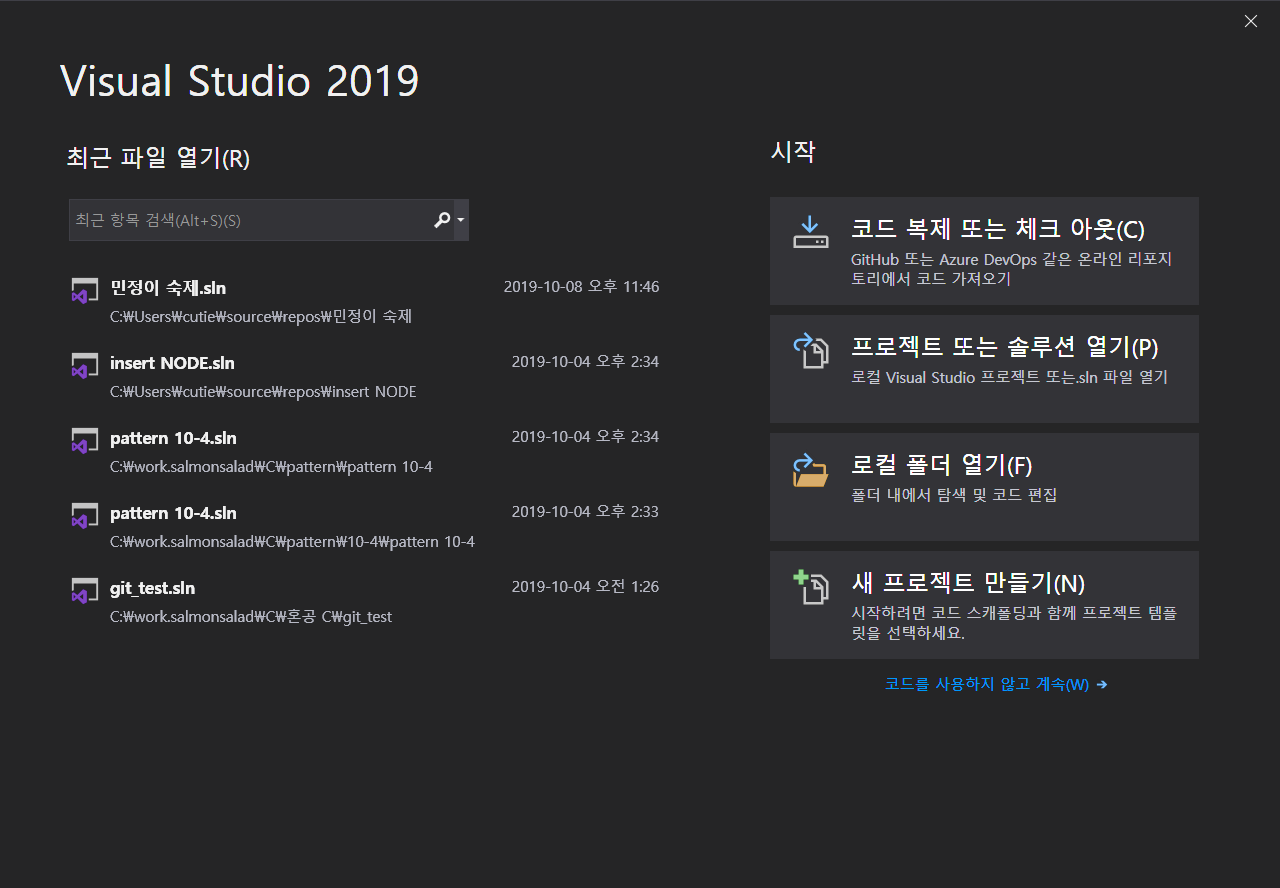 Visual Studio 2019
최근 파일 열기(R)
최근 항목 검색(Alt+S)(S)
민정이 숙제.sln
2019-10-08 오후 11:46
C:₩Users₩cutie₩source₩repos₩민정이 숙제
insert NODE.sln
2019-10-04 오후 2:34
C:₩Users₩cutie₩source₩repos₩insert NODE
pattern 10-4.sln
2019-10-04 오후 2:34
C:₩work.salmonsalad₩C₩pattern₩pattern 10-4
pattern 10-4.sln
2019-10-04 오후 2:33
C:₩work.salmonsalad₩C₩pattern₩10-4₩pattern 10-4
git_test.sln
2019-10-04 오전 1:26
C:₩work.salmonsalad₩C₩혼공 C₩git_test
시작
코드 복제 또는 체크 아웃(C)
GitHub 또는 Azure DevOps 같은 온라인 리포지
토리에서 코드 가져오기
프로젝트 또는 솔루션 열기(P)
로컬 Visual Studio 프로젝트 또는.sln 파일 열기
로컬 폴더 열기(F)
폴더 내에서 탐색 및 코드 편집
새 프로젝트 만들기(N)
시작하려면 코드 스캐폴딩과 함께 프로젝트 템플
릿을 선택하세요.
코드를 사용하지 않고 계속(W) →